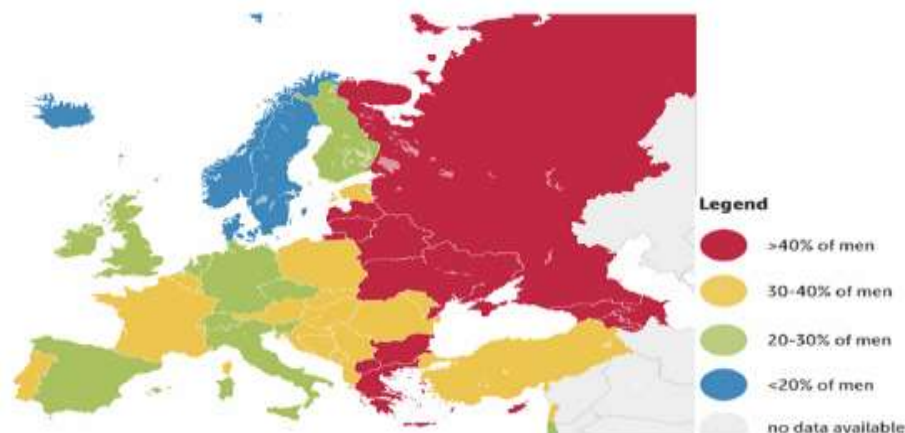 Legend
>40% of men
30-40% of men
20-30% of men
<20% of men
no data available